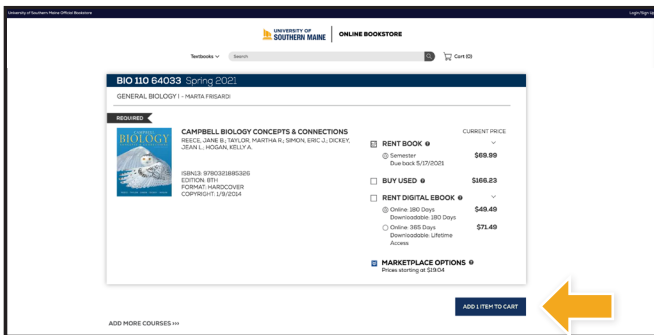 University of Southern Maine Official Bookstore
Login/Sign Up
UNIVERSITY OF
SOUTHERN MAINE
ONLINE BOOKSTORE
Textbooks
Search
Cart (0)
BIO 110 64033 Spring 2021
GENERAL BIOLOGY I - MARTA FRISARDI
REQUIRED
CAMPBELL
BIOLOGY
CAMPBELL BIOLOGY CONCEPTS & CONNECTIONS
REECE, JANE B.; TAYLOR, MARTHA R.; SIMON, ERIC J.; DICKEY,
JEAN L.; HOGAN, KELLY A.
ISBN13: 9780321885326
EDITION: 8TH
FORMAT: HARDCOVER
COPYRIGHT: 1/9/2014
CURRENT PRICE
RENT BOOK
Semester $69.99
Due back 5/17/2021
BUY USED $166.23
RENT DIGITAL EBOOK
Online: 180 Days $49.49
Downloadable: 180 Days
Online: 365 Days $71.49
Downloadable: Lifetime
Access
MARKETPLACE OPTIONS
Prices starting at $19.04
ADD 1 ITEM TO CART
ADD MORE COURSES >>>